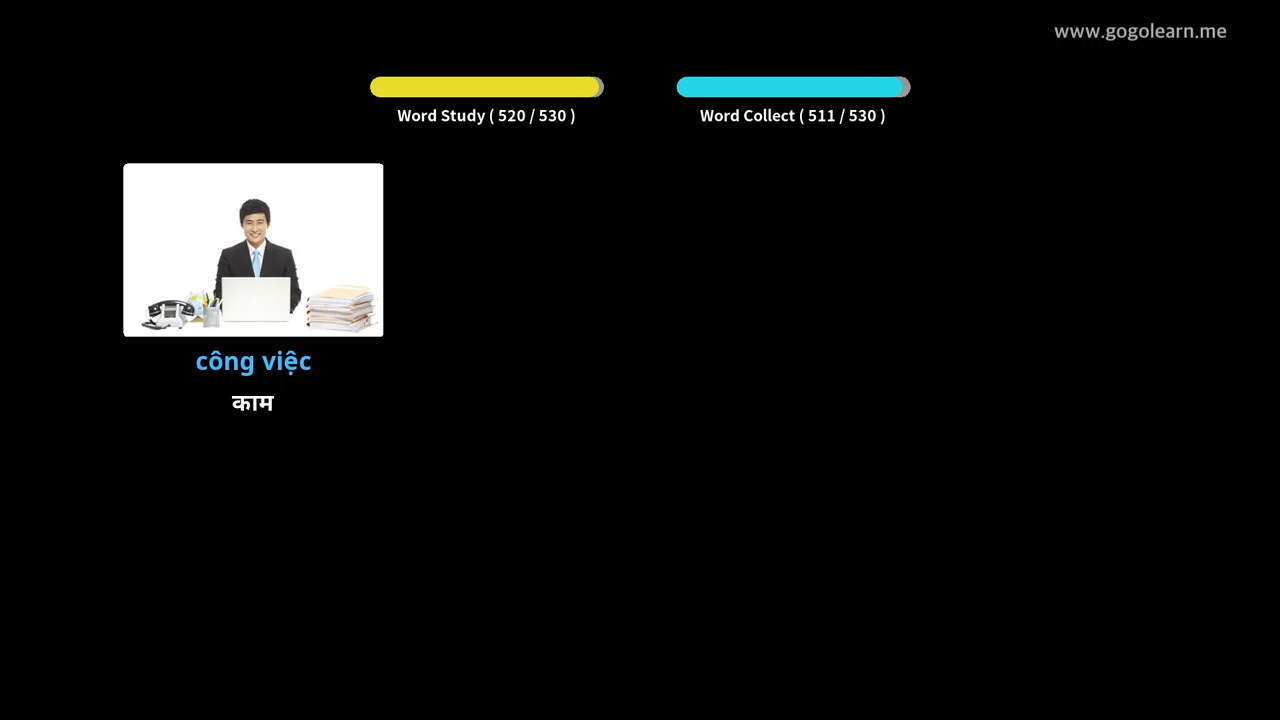 www.gogolearn.me
Word Study ( 520 / 530 )
Word Collect ( 511 / 530 )
công việc
काम